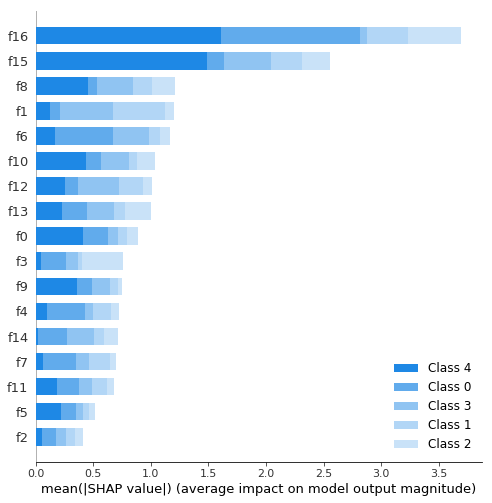 f16
f15
f8
f1
f6
f10
f12
f13
f0
f3
f9
f4
f14
f7
f11
f5
f2
Class 4
Class 0
Class 3
Class 1
Class 2
0.0 0.5 1.0 1.5 2.0 2.5 3.0 3.5
mean(|SHAP value|) (average impact on model output magnitude)